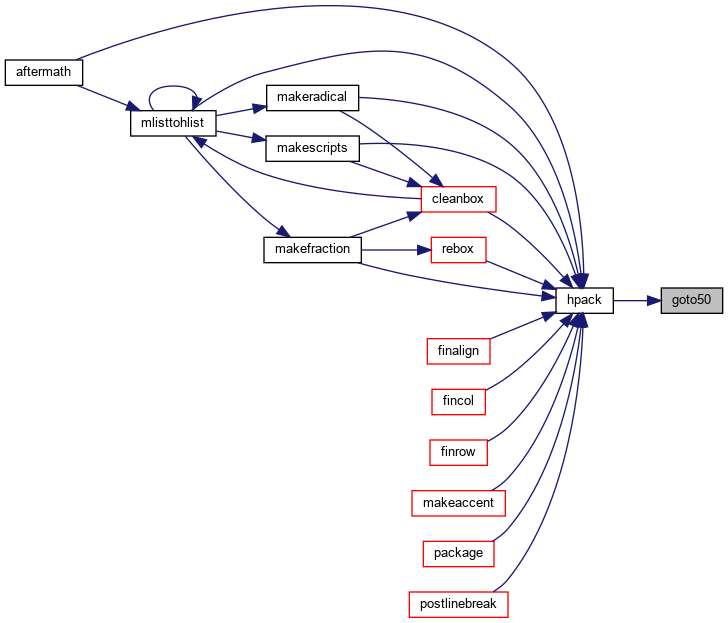 aftermath
makeradical
mlisttohlist
makescripts
cleanbox
makefraction
rebox
hpack
goto50
finalign
fincol
finrow
makeaccent
package
postlinebreak